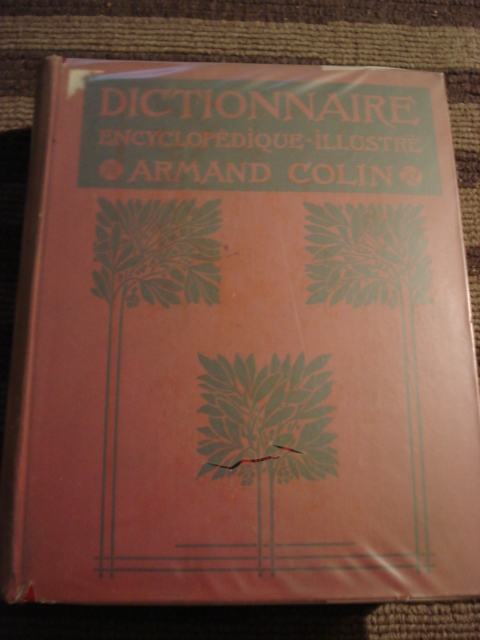 DICTIONNAIRE
ENCYCLOPÉDIQUE·ILLUSTRÉ
ARMAND COLIN